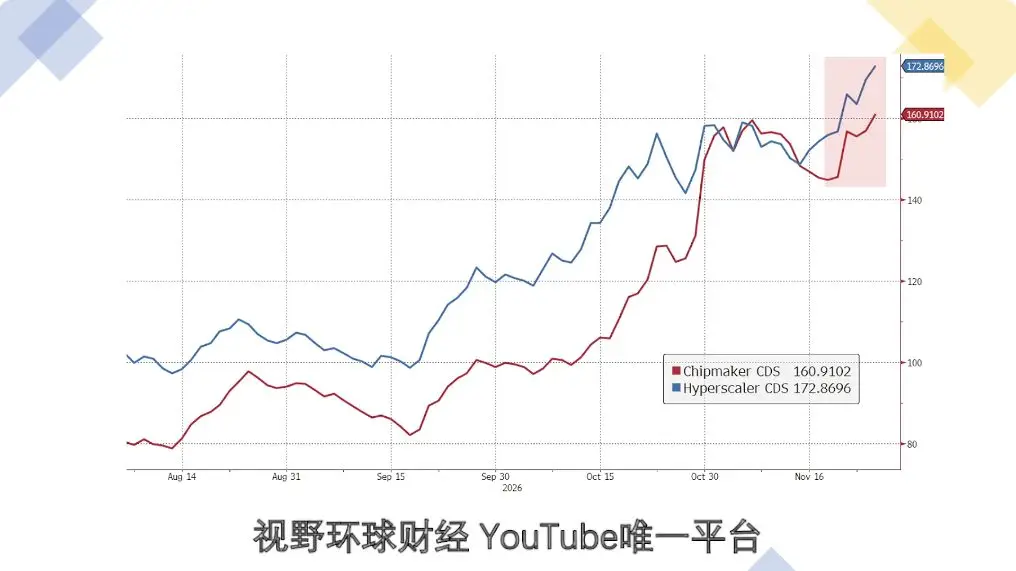 172.8696
160.9102
140
120
100
80
Chipmaker CDS 160.9102
Hyperscaler CDS 172.8696
Aug 14 Aug 31 Sep 15 Sep 30 Oct 15 Oct 30 Nov 16
2026
视野环球财经 YouTube唯一平台